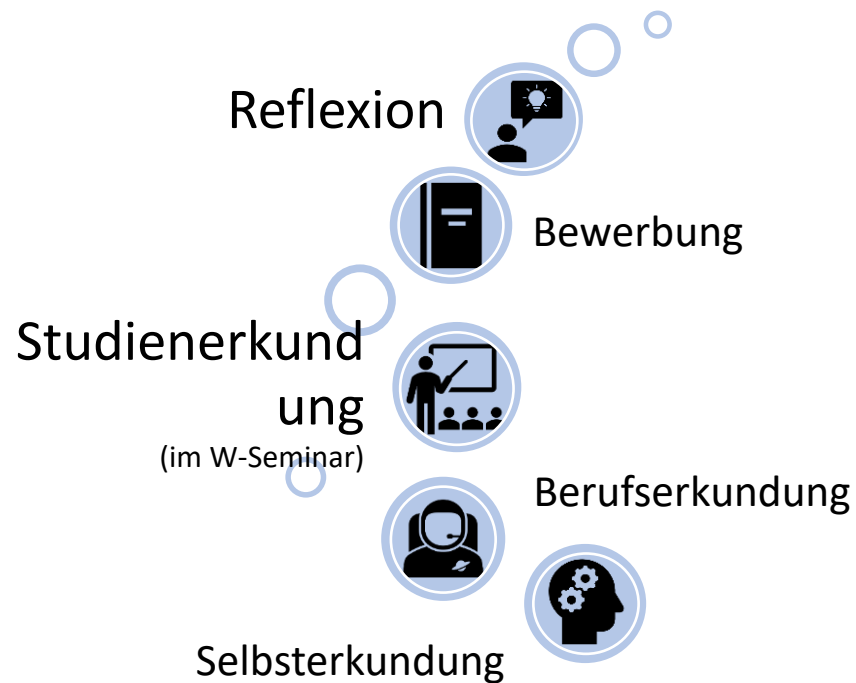 Reflexion
Bewerbung
Studienerkund
ung
(im W-Seminar)
Berufserkundung
Selbsterkundung